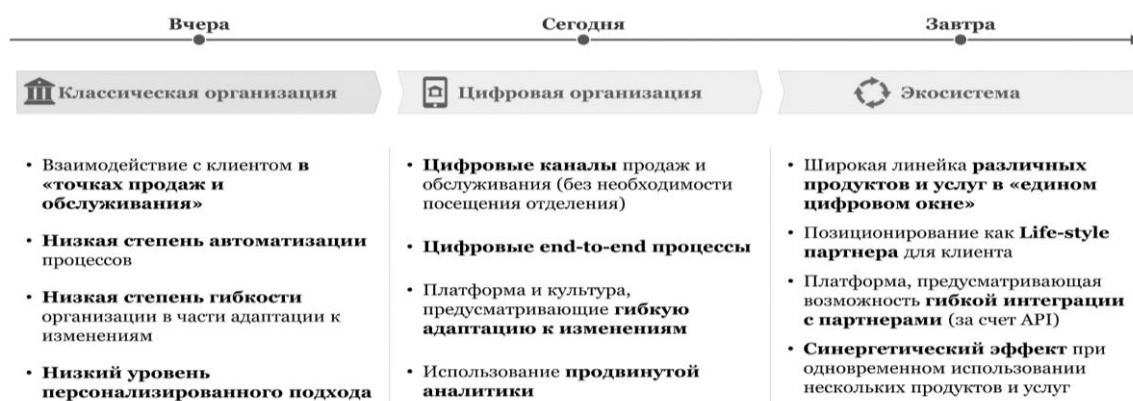 Вчера
Сегодня
Завтра
Классическая организация
Цифровая организация
Экосистема
• Взаимодействие с клиентом в
«точках продаж и
обслуживания»
• Низкая степень автоматизации
процессов
• Низкая степень гибкости
организации в части адаптации к
изменениям
• Низкий уровень
персонализированного подхода
• Цифровые каналы продаж и
обслуживания (без необходимости
посещения отделения)
• Цифровые end-to-end процессы
• Платформа и культура,
предусматривающие гибкую
адаптацию к изменениям
• Использование продвинутой
аналитики
• Широкая линейка различных
продуктов и услуг в «едином
цифровом окне»
• Позиционирование как Life-style
партнера для клиента
• Платформа, предусматривающая
возможность гибкой интеграции
с партнерами (за счет API)
• Синергетический эффект при
одновременном использовании
нескольких продуктов и услуг